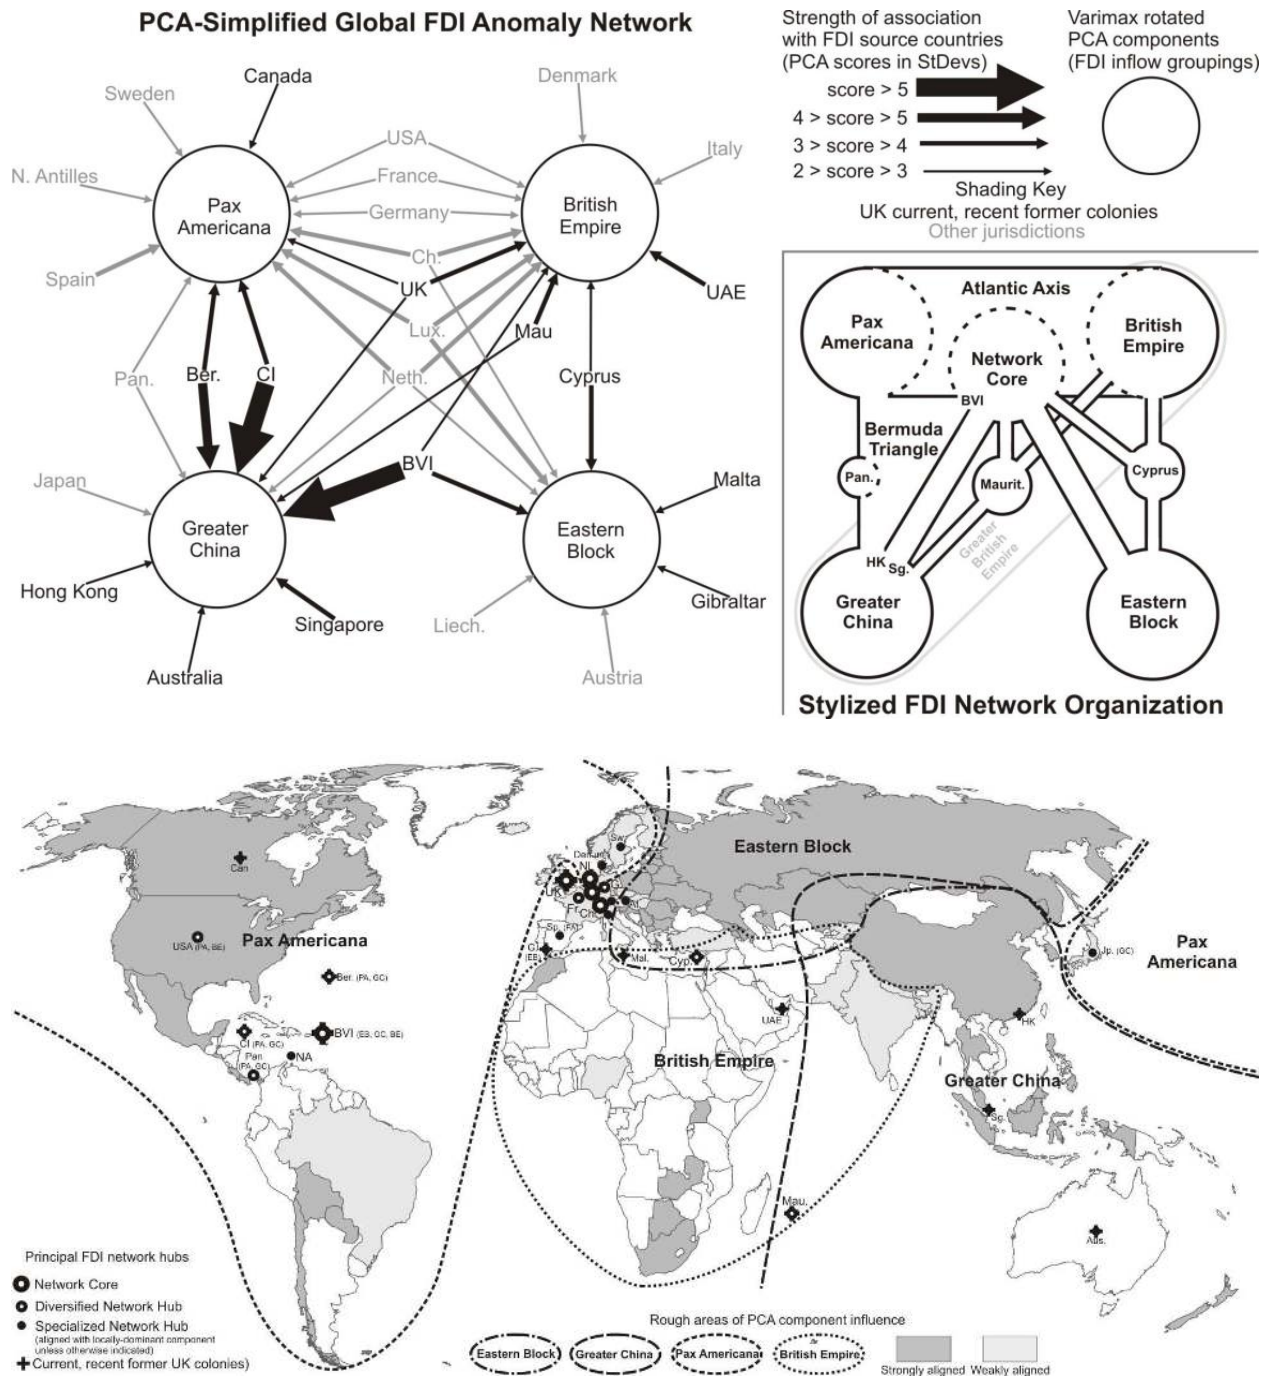 PCA-Simplified Global FDI Anomaly Network
Canada
Sweden
Denmark
USA
Italy
N. Antilles
France
Pax
Americana
Germany
British
Empire
Ch.
Spain
UK
UAE
Lux.
Mau
Pan.
Ber.
CI
Neth.
Cyprus
BVI
Japan
Malta
Greater
China
Eastern
Block
Hong Kong
Gibraltar
Singapore
Liech.
Australia
Austria
Strength of association
with FDI source countries
(PCA scores in StDevs)
score > 5
4 > score > 5
3 > score > 4
2 > score > 3
Varimax rotated
PCA components
(FDI inflow groupings)
Shading Key
UK current, recent former colonies
Other jurisdictions
Atlantic Axis
Pax
Americana
British
Empire
Network
Core
BVI
Bermuda
Triangle
Pan.
Maurit.
Cyprus
Greater
British
Empire
HK
Sg.
Greater
China
Eastern
Block
Stylized FDI Network Organization
Eastern Block
Can
Sw.
Denm.
NL
UK
G.
Fr.
Ch.
At.
Sp. (PA)
G.
(EB)
Mal.
Cyp.
USA (PA, BE)
Pax Americana
Ber. (PA, GC)
CI (PA, GC)
BVI (EB, GC, BE)
Pan
(PA, GC)
NA
UAE
British Empire
Jp. (GC)
Pax
Americana
HK
Greater China
Sg.
Mau.
Aus.
Principal FDI network hubs
Network Core
Diversified Network Hub
Specialized Network Hub
(aligned with locally-dominant component
unless otherwise indicated)
Current, recent former UK colonies)
Rough areas of PCA component influence
Eastern Block
Greater China
Pax Americana
British Empire
Strongly aligned
Weakly aligned